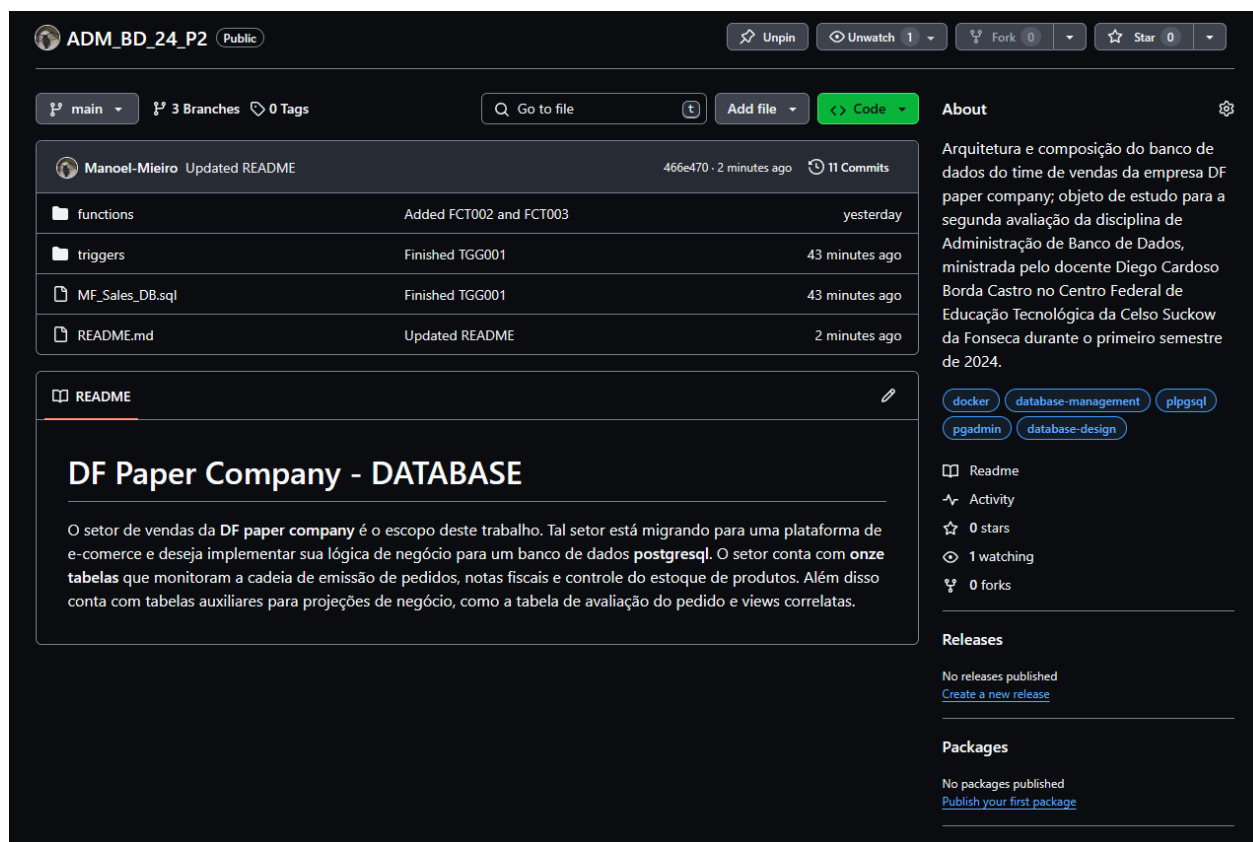 ADM_BD_24_P2 Public
Unpin
Unwatch 1
Fork 0
Star 0
main
3 Branches 0 Tags
Go to file t
Add file
<> Code
Manoel-Mieiro Updated README 466e470 · 2 minutes ago 11 Commits
functions Added FCT002 and FCT003 yesterday
triggers Finished TGG001 43 minutes ago
MF_Sales_DB.sql Finished TGG001 43 minutes ago
README.md Updated README 2 minutes ago
README
DF Paper Company - DATABASE
O setor de vendas da DF paper company é o escopo deste trabalho. Tal setor está migrando para uma plataforma de
e-comerce e deseja implementar sua lógica de negócio para um banco de dados postgresql. O setor conta com onze
tabelas que monitoram a cadeia de emissão de pedidos, notas fiscais e controle do estoque de produtos. Além disso
conta com tabelas auxiliares para projeções de negócio, como a tabela de avaliação do pedido e views correlatas.
About
Arquitetura e composição do banco de
dados do time de vendas da empresa DF
paper company; objeto de estudo para a
segunda avaliação da disciplina de
Administração de Banco de Dados,
ministrada pelo docente Diego Cardoso
Borda Castro no Centro Federal de
Educação Tecnológica da Celso Suckow
da Fonseca durante o primeiro semestre
de 2024.
docker database-management plpgsql
pgadmin database-design
Readme
Activity
0 stars
1 watching
0 forks
Releases
No releases published
Create a new release
Packages
No packages published
Publish your first package